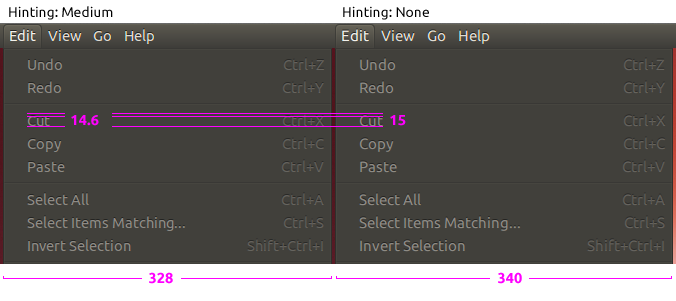 Hinting: Medium Hinting: None
Edit View Go Help Edit View Go Help
Undo Ctrl+Z Undo Ctrl+Z
Redo Ctrl+Y Redo Ctrl+Y
Cut 14.6 Ctrl+X Cut 15 Ctrl+X
Copy Ctrl+C Copy Ctrl+C
Paste Ctrl+V Paste Ctrl+V
Select All Ctrl+A Select All Ctrl+A
Select Items Matching... Ctrl+S Select Items Matching... Ctrl+S
Invert Selection Shift+Ctrl+I Invert Selection Shift+Ctrl+I
328 340